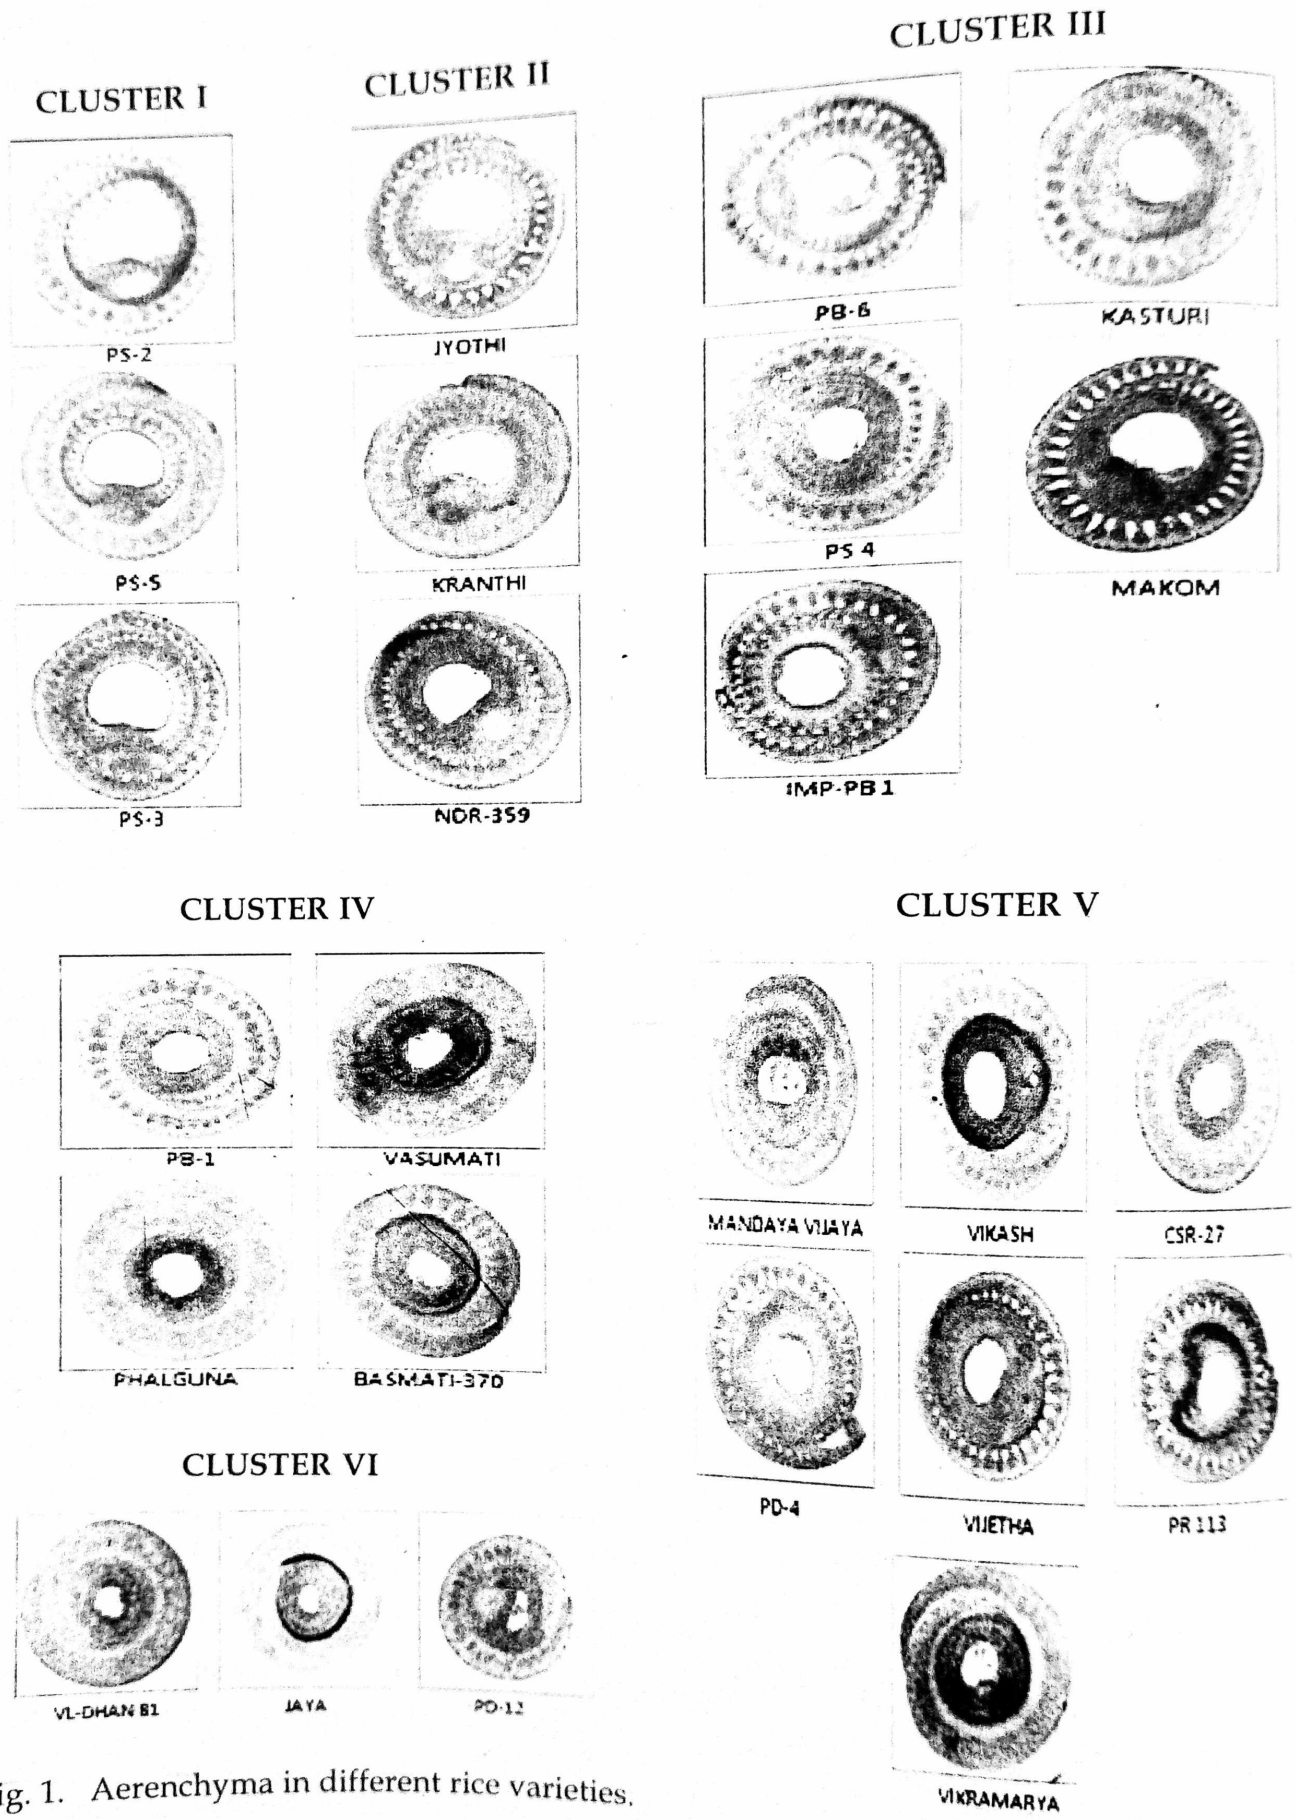 CLUSTER I
PS-2
PS-5
PS-3
CLUSTER II
JYOTHI
KRANTHI
NDR-359
CLUSTER III
PB-6
KASTURI
PS 4
MAKOM
IMP-PB 1
CLUSTER IV
PB-1
VASUMATI
PHALGUNA
BASMATI-370
CLUSTER V
MANDAYA VIJAYA
VIKASH
CSR-27
PD-4
VIJETHA
PR 113
VIKRAMARYA
CLUSTER VI
VL-DHAN 81
JAYA
PD-12
ig. 1. Aerenchyma in different rice varieties.